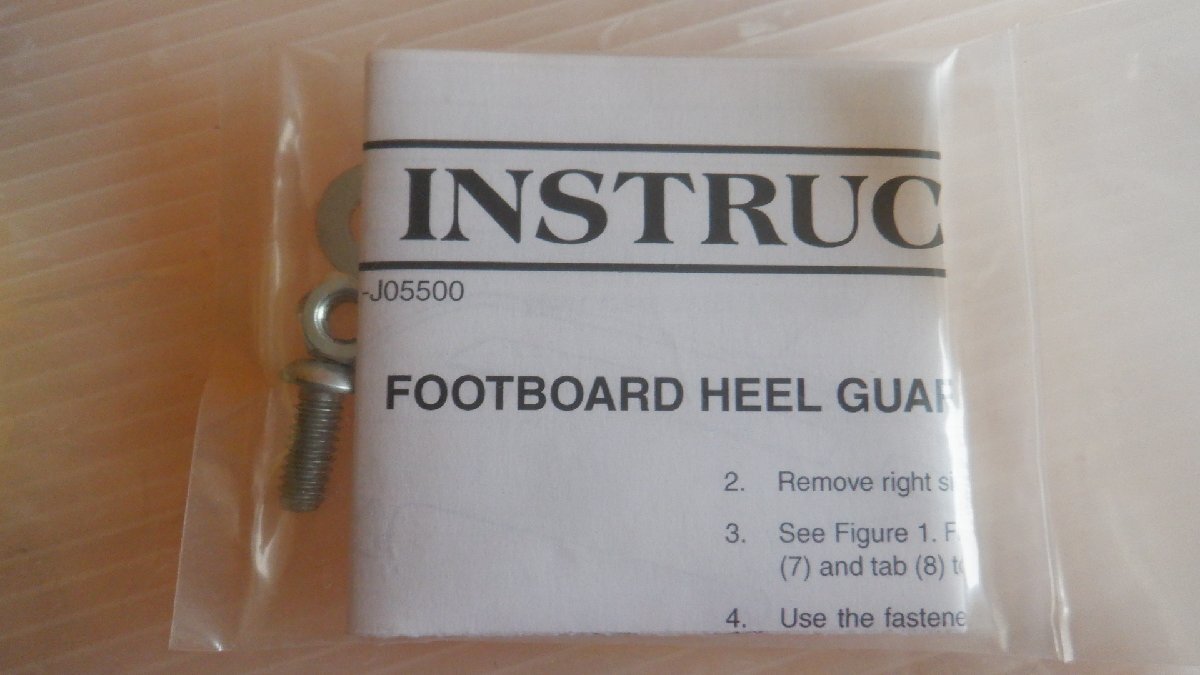 INSTRUC
-J05500
FOOTBOARD HEEL GUAR
2. Remove right si
3. See Figure 1. F
(7) and tab (8) t
4. Use the fastene